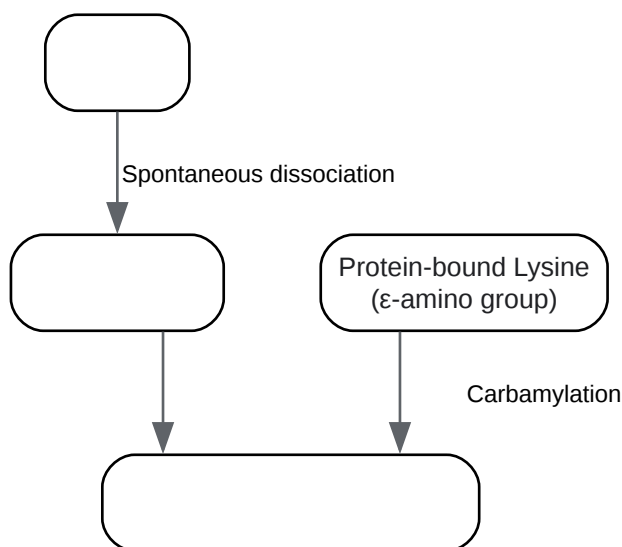 Spontaneous dissociation
Protein-bound Lysine
(ε-amino group)
Carbamylation